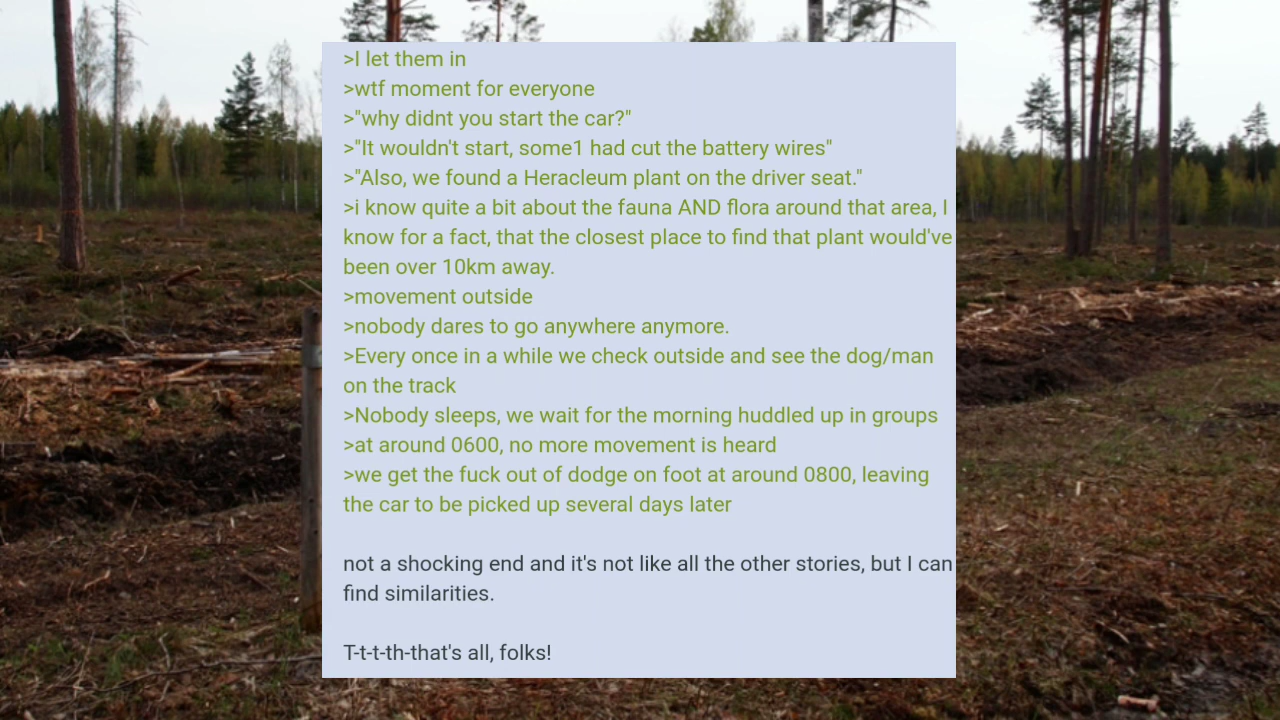 >I let them in
>wtf moment for everyone
>"why didnt you start the car?"
>"It wouldn't start, some1 had cut the battery wires"
>"Also, we found a Heracleum plant on the driver seat."
>i know quite a bit about the fauna AND flora around that area, I
know for a fact, that the closest place to find that plant would've
been over 10km away.
>movement outside
>nobody dares to go anywhere anymore.
>Every once in a while we check outside and see the dog/man
on the track
>Nobody sleeps, we wait for the morning huddled up in groups
>at around 0600, no more movement is heard
>we get the fuck out of dodge on foot at around 0800, leaving
the car to be picked up several days later
not a shocking end and it's not like all the other stories, but I can
find similarities.
T-t-t-th-that's all, folks!